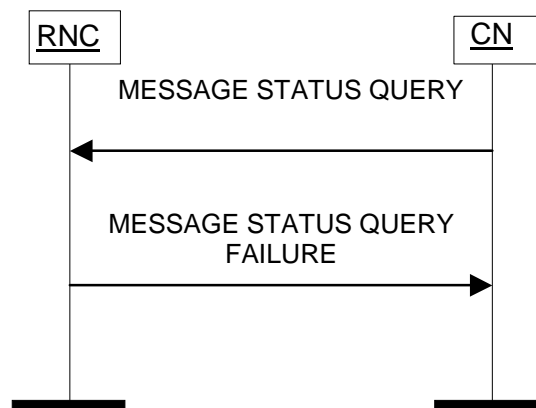 RNC
CN
MESSAGE STATUS QUERY
MESSAGE STATUS QUERY
FAILURE